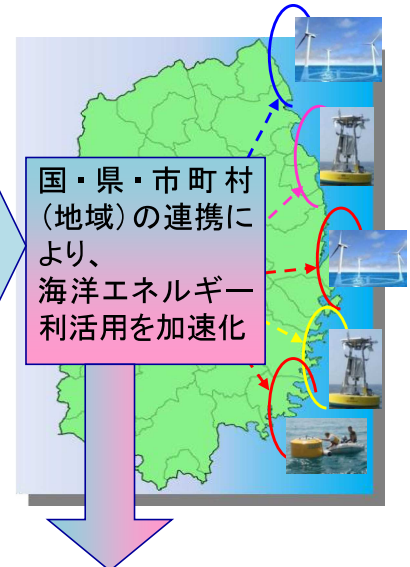 国・県・市町村
（地域）の連携に
より、
海洋エネルギー
利活用を加速化